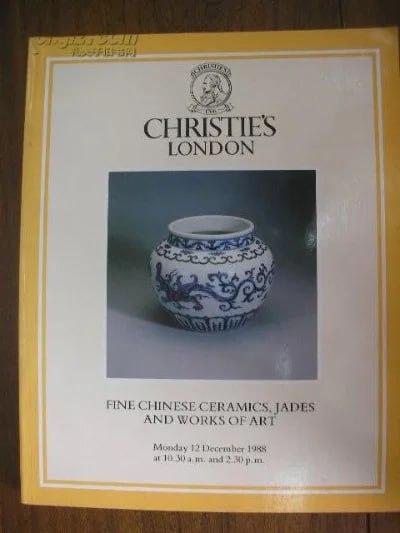 CHRISTIE'S
LONDON
FINE CHINESE CERAMICS, JADES
AND WORKS OF ART
Monday 12 December 1988
at 10.30 a.m. and 2.30 p.m.